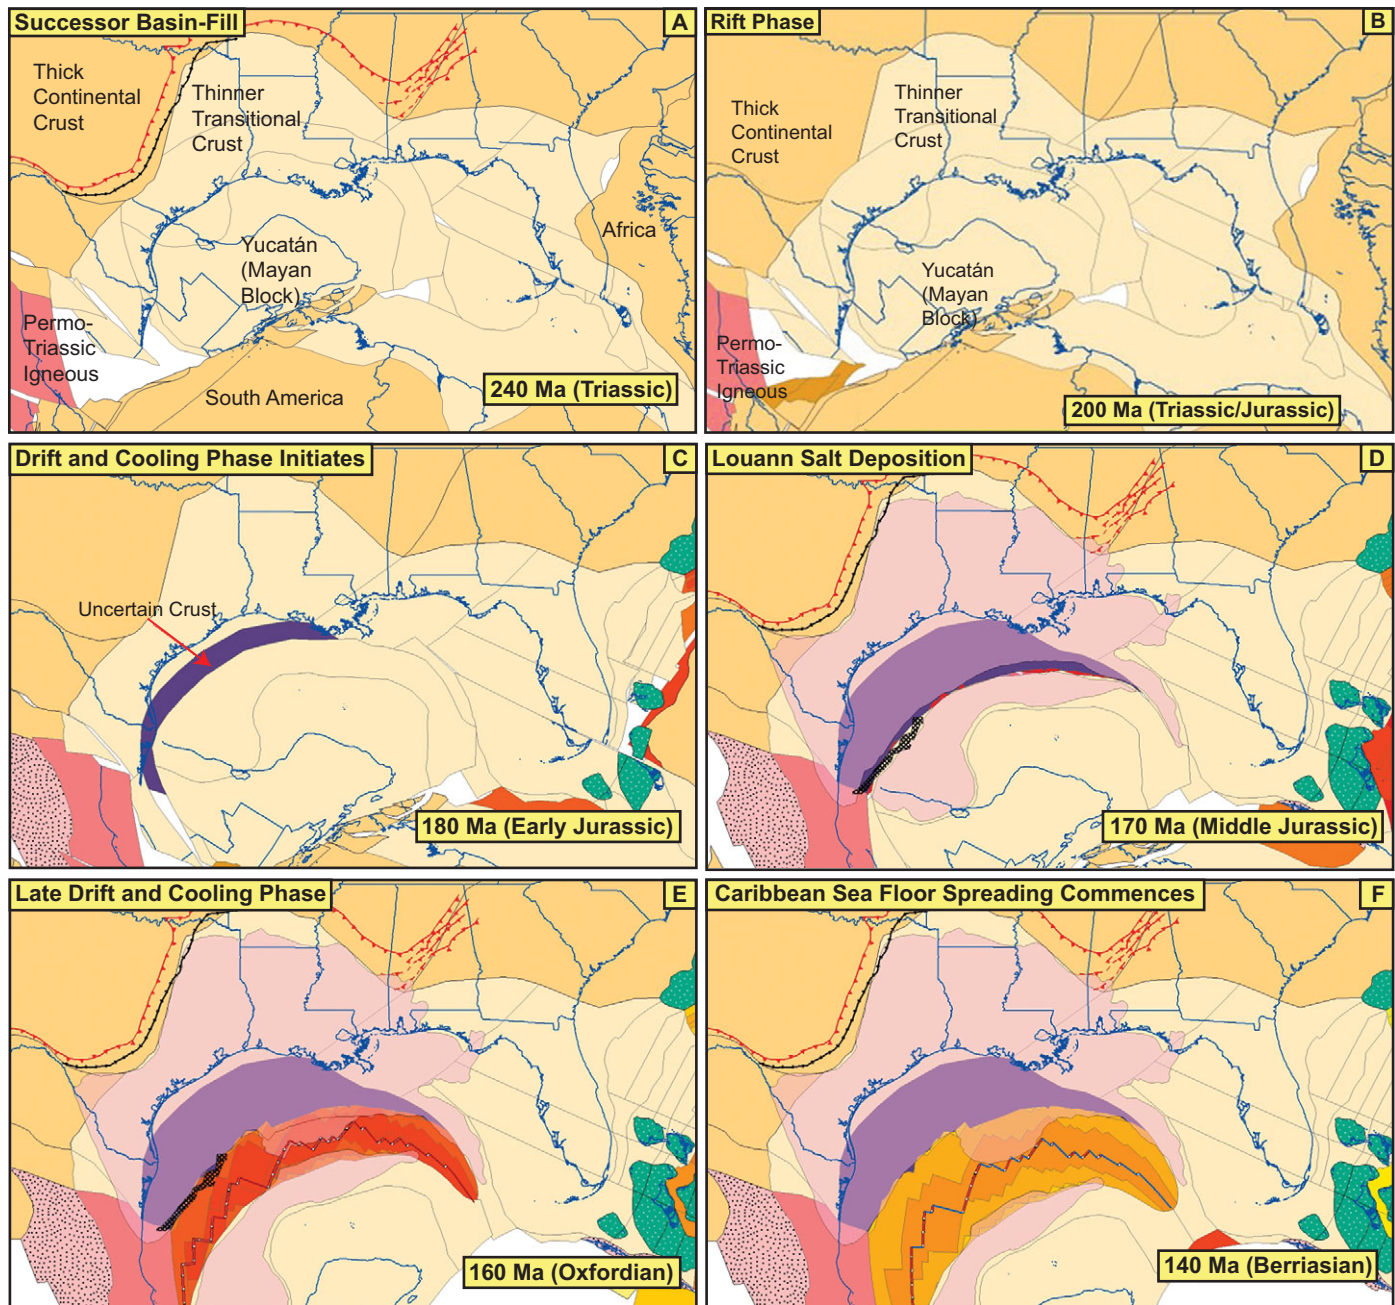 Successor Basin-Fill
A
Thick
Continental
Crust
Thinner
Transitional
Crust
Yucatán
(Mayan
Block)
Africa
Permo-
Triassic
Igneous
South America
240 Ma (Triassic)
Rift Phase
B
Thick
Continental
Crust
Thinner
Transitional
Crust
Yucatán
(Mayan
Block)
Permo-
Triassic
Igneous
200 Ma (Triassic/Jurassic)
Drift and Cooling Phase Initiates
C
Uncertain Crust
180 Ma (Early Jurassic)
Louann Salt Deposition
D
170 Ma (Middle Jurassic)
Late Drift and Cooling Phase
E
160 Ma (Oxfordian)
Caribbean Sea Floor Spreading Commences
F
140 Ma (Berriasian)